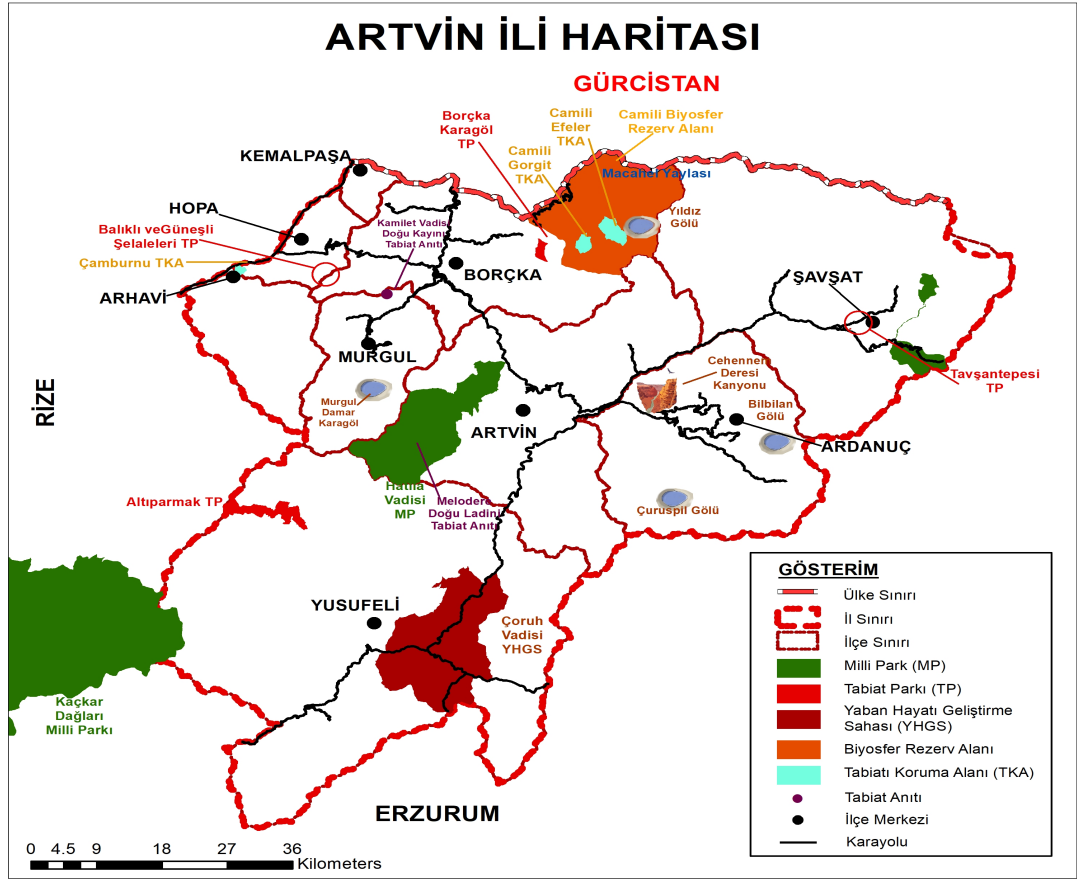 ARTVİN İLİ HARİTASI
GÜRCİSTAN
Borçka
Karagöl
TP
Camili
Efeler
TKA
Camili Biyosfer
Rezerv Alanı
Camili
Gorgit
TKA
Macahel Yaylası
KEMALPAŞA
HOPA
Balıklı veGüneşli
Şelaleleri TP
Çamburnu TKA
ARHAVİ
Kamilet Vadis
Doğu Kayını
Tabiat Anıtı
Yıldız
Gölü
BORÇKA
ŞAVŞAT
MURGUL
Murgul
Damar
Karagöl
Cehennem
Deresi
Kanyonu
Bilbilan
Gölü
Tavşantepesi
TP
RİZE
ARTVİN
ARDANUÇ
Hatila
Vadisi
MP
Melodere
Doğu Ladini
Tabiat Anıtı
Altıparmak TP
Çuruspil Gölü
YUSUFELİ
Çoruh
Vadisi
YHGS
Kaçkar
Dağları
Milli Parkı
ERZURUM
GÖSTERİM
Ülke Sınırı
İl Sınırı
İlçe Sınırı
Milli Park (MP)
Tabiat Parkı (TP)
Yaban Hayatı Geliştirme
Sahası (YHGS)
Biyosfer Rezerv Alanı
Tabiatı Koruma Alanı (TKA)
Tabiat Anıtı
İlçe Merkezi
Karayolu
0 4.5 9 18 27 36
Kilometers